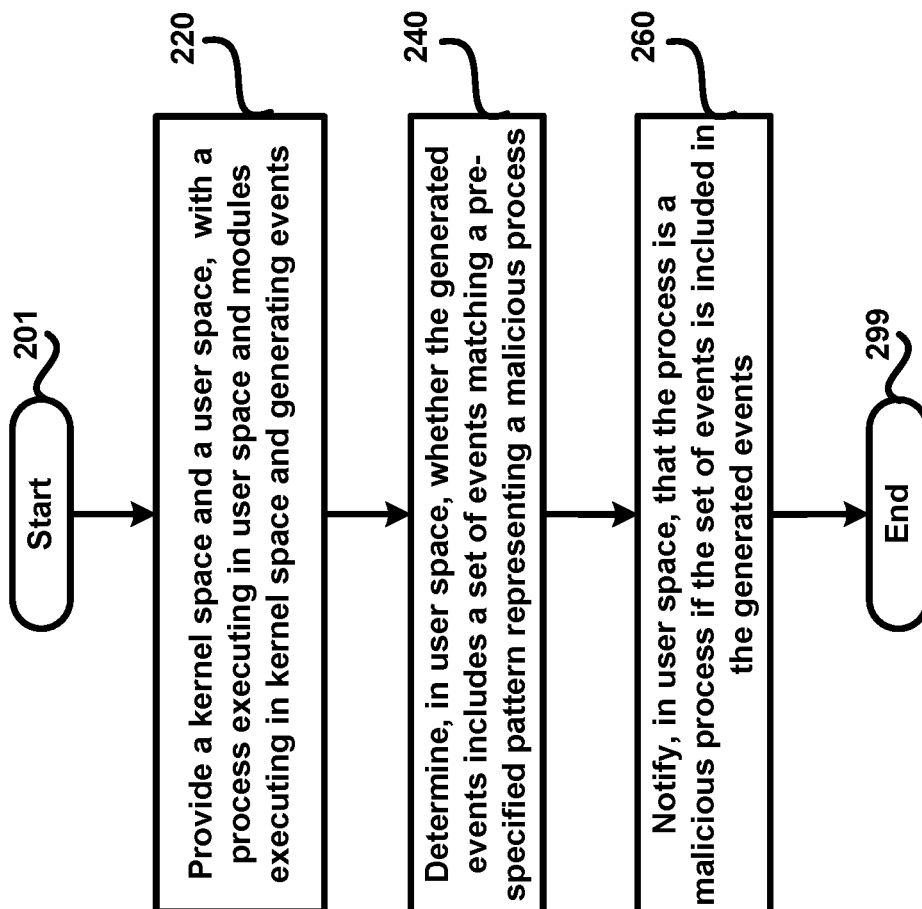 201
Start
220
Provide a kernel space and a user space, with a
process executing in user space and modules
executing in kernel space and generating events
240
Determine, in user space, whether the generated
events includes a set of events matching a pre-
specified pattern representing a malicious process
260
Notify, in user space, that the process is a
malicious process if the set of events is included in
the generated events
299
End